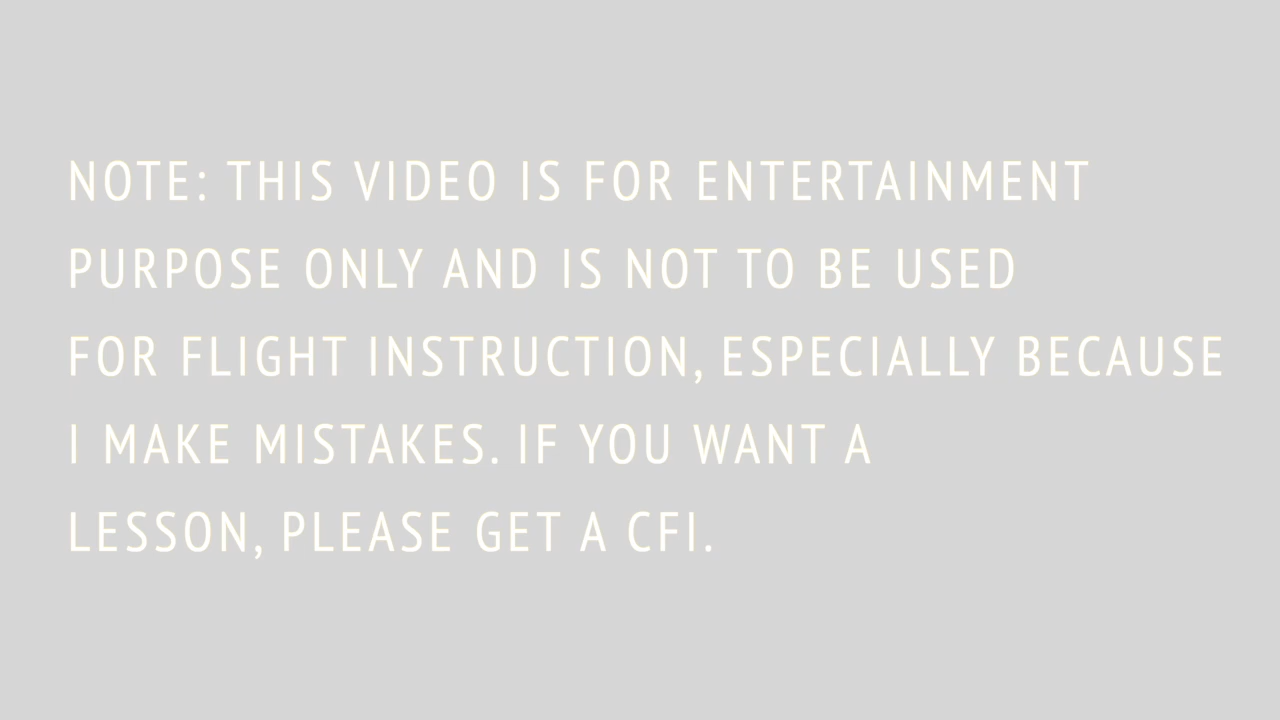 NOTE: THIS VIDEO IS FOR ENTERTAINMENT
PURPOSE ONLY AND IS NOT TO BE USED
FOR FLIGHT INSTRUCTION, ESPECIALLY BECAUSE
I MAKE MISTAKES. IF YOU WANT A
LESSON, PLEASE GET A CFI.